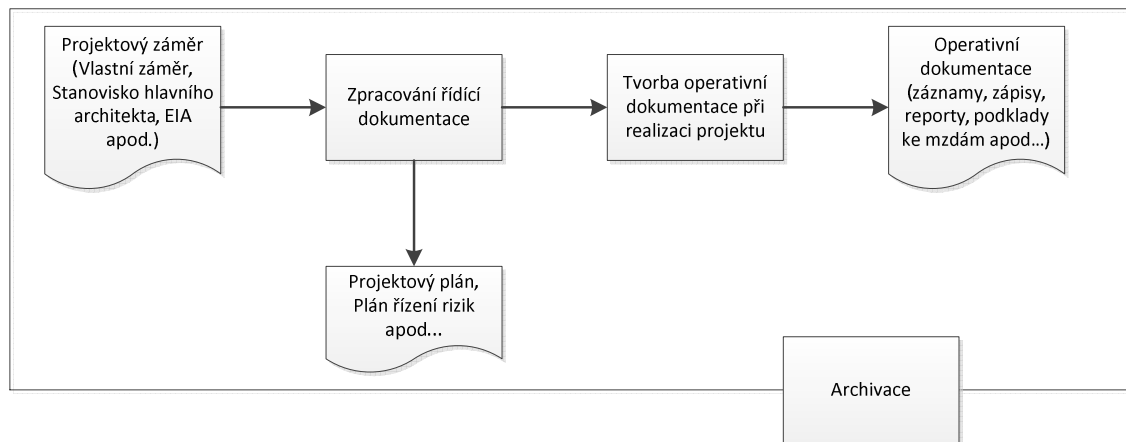 Projektový záměr
(Vlastní záměr,
Stanovisko hlavního
architekta, EIA
apod.)
Zpracování řídící
dokumentace
Tvorba operativní
dokumentace při
realizaci projektu
Operativní
dokumentace
(záznamy, zápisy,
reporty, podklady
ke mzdám apod...)
Projektový plán,
Plán řízení rizik
apod...
Archivace